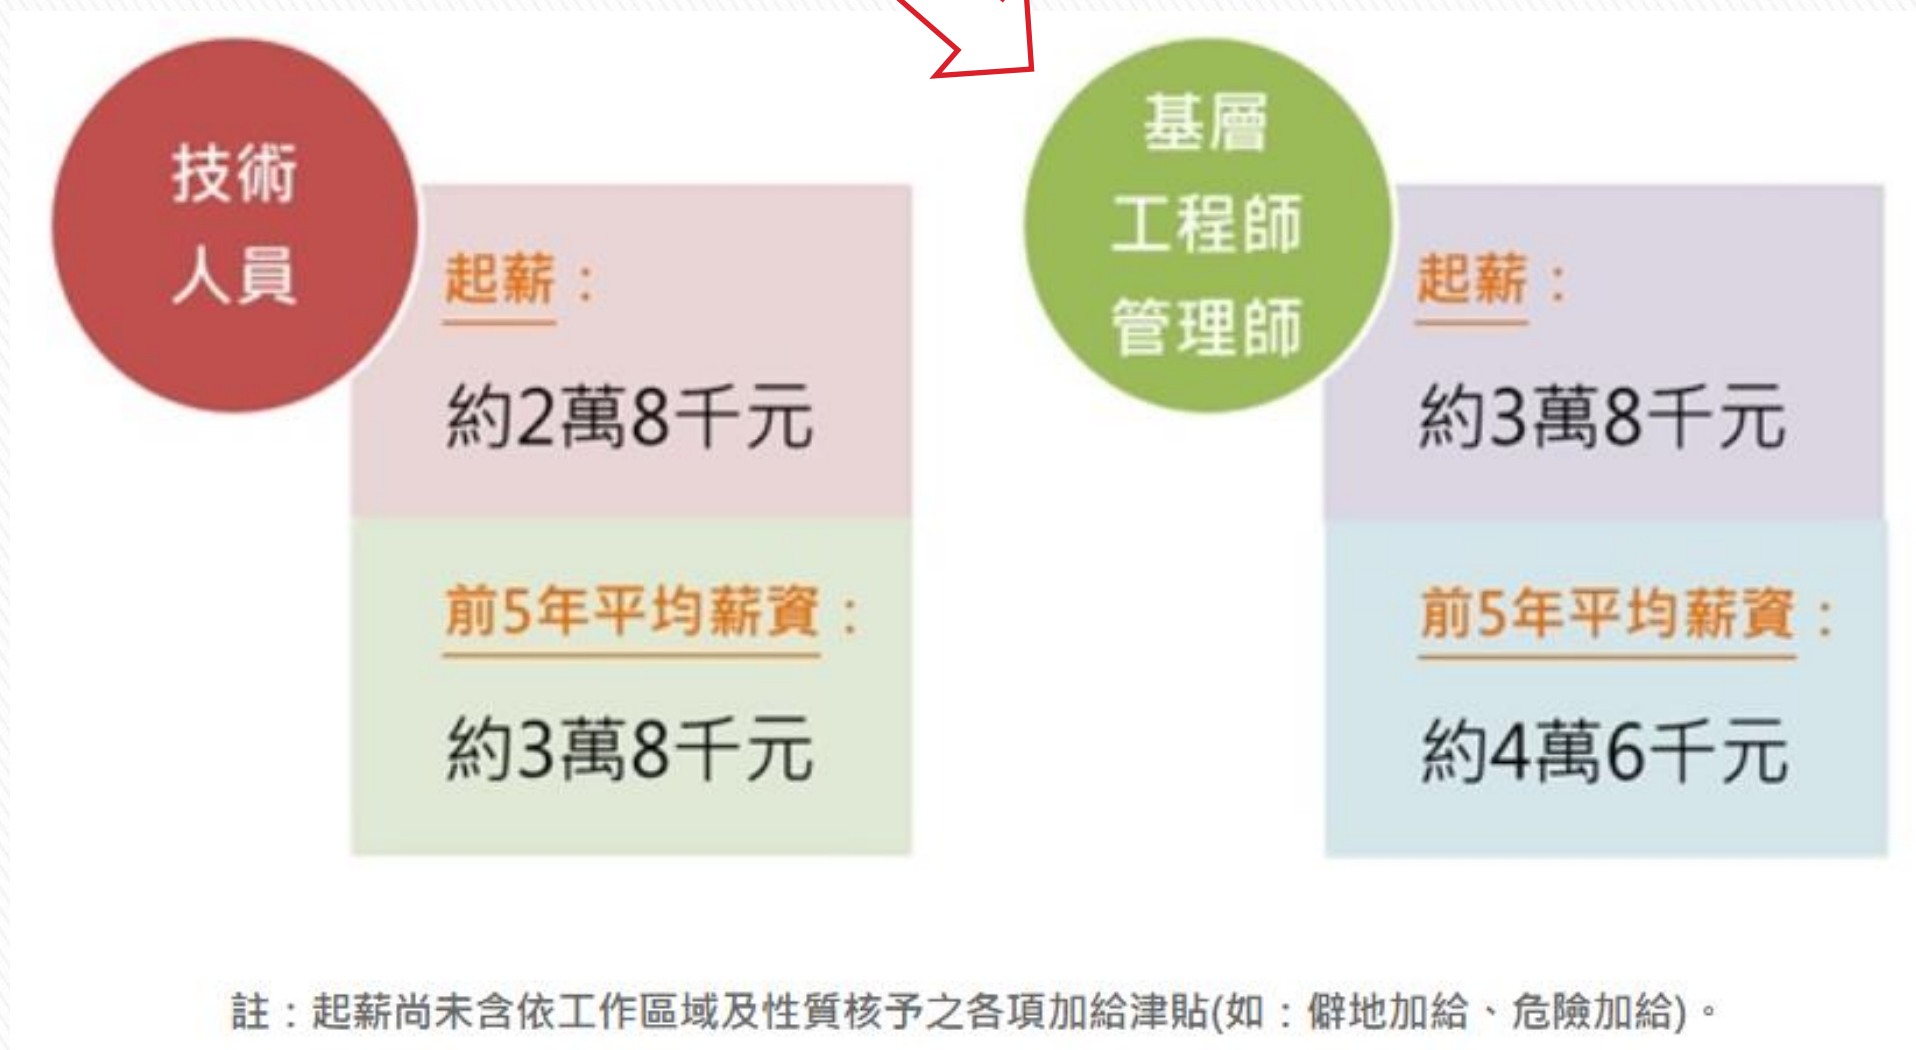 技術
人員
起薪：
約2萬8千元
前5年平均薪資：
約3萬8千元
基層
工程師
管理師
起薪：
約3萬8千元
前5年平均薪資：
約4萬6千元
註：起薪尚未含依工作區域及性質核予之各項加給津貼(如：僻地加給、危險加給)。